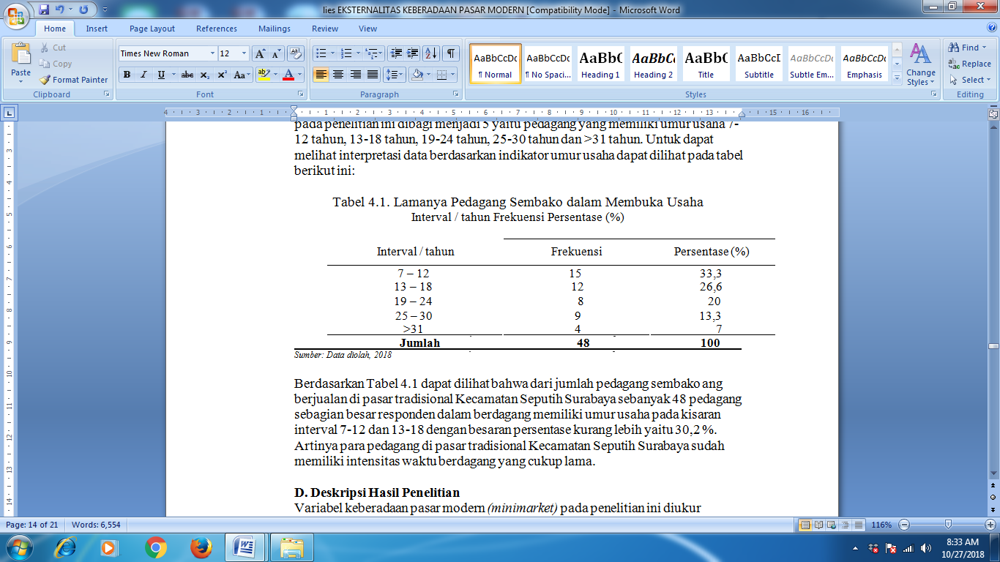 lies EKSTERNALITAS KEBERADAAN PASAR MODERN [Compatibility Mode] - Microsoft Word
Home Insert Page Layout References Mailings Review View
Paste
Cut
Copy
Format Painter
Clipboard
Times New Roman 12
Font
Paragraph
AaBbCcDc AaBbCcDc AaBbC AaBbCc AaBbC AaBbCcI AaBbCcDc AaBbCcDc
¶ Normal ¶ No Spaci... Heading 1 Heading 2 Title Subtitle Subtle Em... Emphasis
Change Styles
Styles
Find
Replace
Select
Editing
pada penelitian ini dibagi menjadi 5 yaitu pedagang yang memiliki umur usaha 7-
12 tahun, 13-18 tahun, 19-24 tahun, 25-30 tahun dan >31 tahun. Untuk dapat
melihat interpretasi data berdasarkan indikator umur usaha dapat dilihat pada tabel
berikut ini:
Tabel 4.1. Lamanya Pedagang Sembako dalam Membuka Usaha
Interval / tahun Frekuensi Persentase (%)
Interval / tahun Frekuensi Persentase (%)
7 – 12 15 33,3
13 – 18 12 26,6
19 – 24 8 20
25 – 30 9 13,3
>31 4 7
Jumlah 48 100
Sumber: Data diolah, 2018
Berdasarkan Tabel 4.1 dapat dilihat bahwa dari jumlah pedagang sembako ang
berjualan di pasar tradisional Kecamatan Seputih Surabaya sebanyak 48 pedagang
sebagian besar responden dalam berdagang memiliki umur usaha pada kisaran
interval 7-12 dan 13-18 dengan besaran persentase kurang lebih yaitu 30,2 %.
Artinya para pedagang di pasar tradisional Kecamatan Seputih Surabaya sudah
memiliki intensitas waktu berdagang yang cukup lama.
D. Deskripsi Hasil Penelitian
Variabel keberadaan pasar modern (minimarket) pada penelitian ini diukur
Page: 14 of 21 Words: 6,554 116%
8:33 AM
10/27/2018